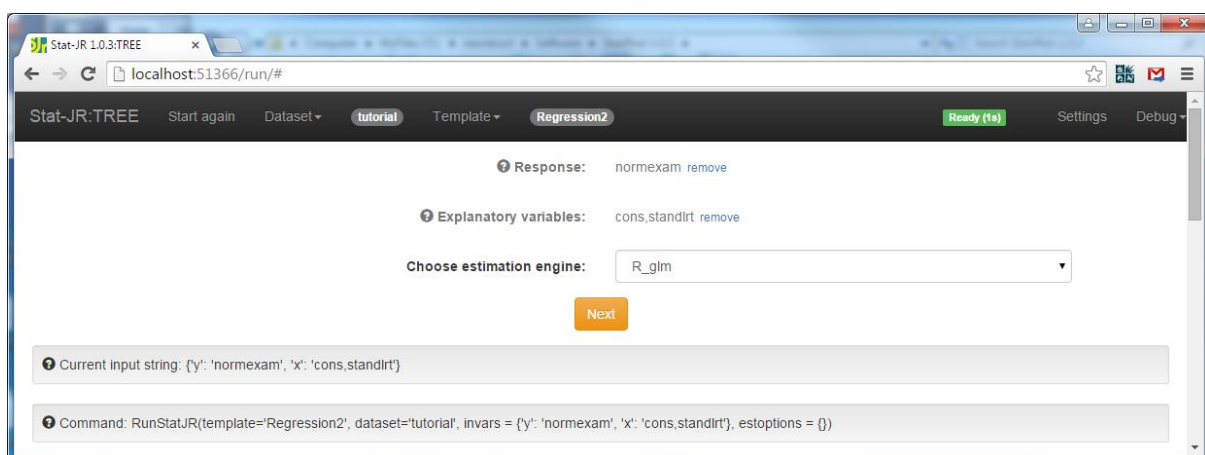 Stat-JR 1.0.3:TREE
localhost:51366/run/#
Stat-JR:TREE Start again Dataset tutorial Template Regression2 Ready (1s) Settings Debug
Response: normexam remove
Explanatory variables: cons,standlrt remove
Choose estimation engine: R_glm
Next
Current input string: {'y': 'normexam', 'x': 'cons,standlrt'}
Command: RunStatJR(template='Regression2', dataset='tutorial', invars = {'y': 'normexam', 'x': 'cons,standlrt'}, estoptions = {})